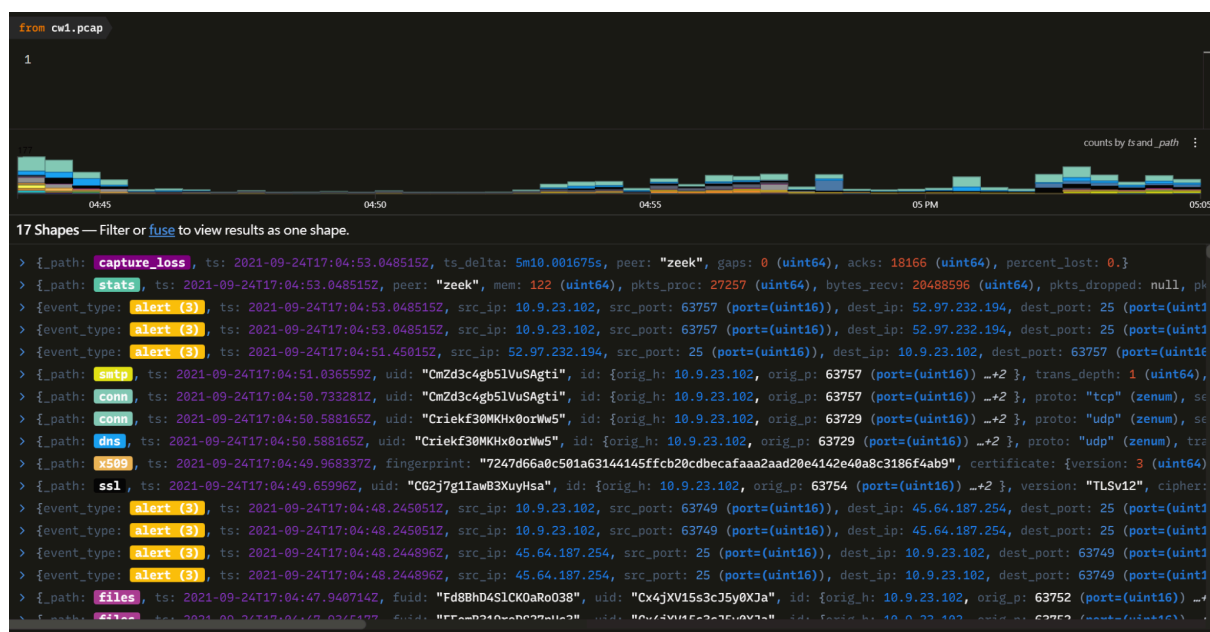 from cw1.pcap
1
counts by ts and _path
177
04:45 04:50 04:55 05 PM 05:05
17 Shapes — Filter or fuse to view results as one shape.
> {_path: capture_loss, ts: 2021-09-24T17:04:53.048515Z, ts_delta: 5m10.001675s, peer: "zeek", gaps: 0 (uint64), acks: 18166 (uint64), percent_lost: 0.}
> {_path: stats, ts: 2021-09-24T17:04:53.048515Z, peer: "zeek", mem: 122 (uint64), pkts_proc: 27257 (uint64), bytes_recv: 20488596 (uint64), pkts_dropped: null, pk
> {event_type: alert (3), ts: 2021-09-24T17:04:53.048515Z, src_ip: 10.9.23.102, src_port: 63757 (port=(uint16)), dest_ip: 52.97.232.194, dest_port: 25 (port=(uint1
> {event_type: alert (3), ts: 2021-09-24T17:04:53.048515Z, src_ip: 10.9.23.102, src_port: 63757 (port=(uint16)), dest_ip: 52.97.232.194, dest_port: 25 (port=(uint1
> {event_type: alert (3), ts: 2021-09-24T17:04:51.45015Z, src_ip: 52.97.232.194, src_port: 25 (port=(uint16)), dest_ip: 10.9.23.102, dest_port: 63757 (port=(uint16
> {_path: smtp, ts: 2021-09-24T17:04:51.036559Z, uid: "CmZd3c4gb5lVuSAgti", id: {orig_h: 10.9.23.102, orig_p: 63757 (port=(uint16)) …+2 }, trans_depth: 1 (uint64),
> {_path: conn, ts: 2021-09-24T17:04:50.733281Z, uid: "CmZd3c4gb5lVuSAgti", id: {orig_h: 10.9.23.102, orig_p: 63757 (port=(uint16)) …+2 }, proto: "tcp" (zenum), se
> {_path: conn, ts: 2021-09-24T17:04:50.588165Z, uid: "Criekf30MKHx0orWw5", id: {orig_h: 10.9.23.102, orig_p: 63729 (port=(uint16)) …+2 }, proto: "udp" (zenum), se
> {_path: dns, ts: 2021-09-24T17:04:50.588165Z, uid: "Criekf30MKHx0orWw5", id: {orig_h: 10.9.23.102, orig_p: 63729 (port=(uint16)) …+2 }, proto: "udp" (zenum), tra
> {_path: x509, ts: 2021-09-24T17:04:49.968337Z, fingerprint: "7247d66a0c501a63144145ffcb20cdbecafaaa2aad20e4142e40a8c3186f4ab9", certificate: {version: 3 (uint64)
> {_path: ssl, ts: 2021-09-24T17:04:49.65996Z, uid: "CG2j7g1IawB3XuyHsa", id: {orig_h: 10.9.23.102, orig_p: 63754 (port=(uint16)) …+2 }, version: "TLSv12", cipher:
> {event_type: alert (3), ts: 2021-09-24T17:04:48.245051Z, src_ip: 10.9.23.102, src_port: 63749 (port=(uint16)), dest_ip: 45.64.187.254, dest_port: 25 (port=(uint1
> {event_type: alert (3), ts: 2021-09-24T17:04:48.245051Z, src_ip: 10.9.23.102, src_port: 63749 (port=(uint16)), dest_ip: 45.64.187.254, dest_port: 25 (port=(uint1
> {event_type: alert (3), ts: 2021-09-24T17:04:48.244896Z, src_ip: 45.64.187.254, src_port: 25 (port=(uint16)), dest_ip: 10.9.23.102, dest_port: 63749 (port=(uint1
> {event_type: alert (3), ts: 2021-09-24T17:04:48.244896Z, src_ip: 45.64.187.254, src_port: 25 (port=(uint16)), dest_ip: 10.9.23.102, dest_port: 63749 (port=(uint1
> {_path: files, ts: 2021-09-24T17:04:47.940714Z, fuid: "Fd8BhD4SlCKOaRoO38", uid: "Cx4jXV15s3cJ5y0XJa", id: {orig_h: 10.9.23.102, orig_p: 63752 (port=(uint16)) …+